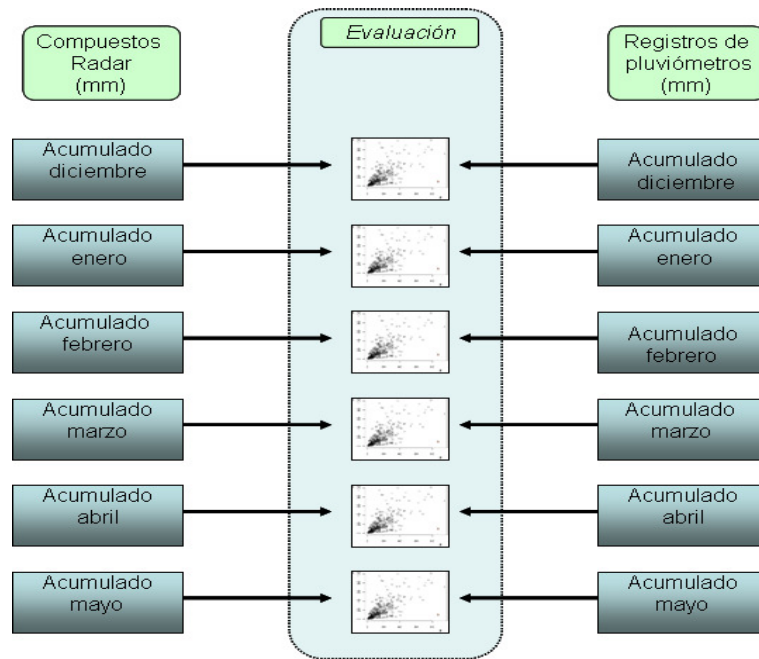 Compuestos
Radar
(mm)
Evaluación
Registros de
pluviómetros
(mm)
Acumulado
diciembre
Acumulado
diciembre
Acumulado
enero
Acumulado
enero
Acumulado
febrero
Acumulado
febrero
Acumulado
marzo
Acumulado
marzo
Acumulado
abril
Acumulado
abril
Acumulado
mayo
Acumulado
mayo